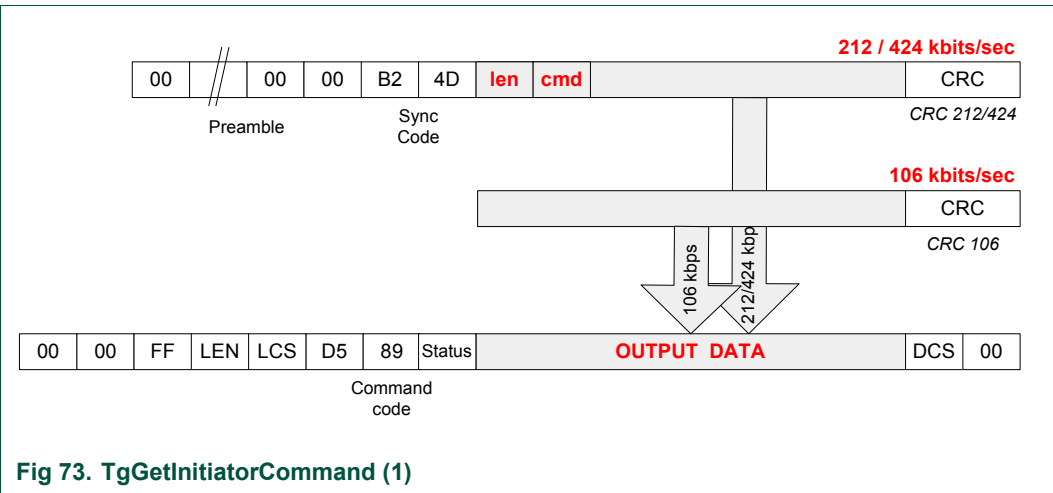 212 / 424 kbits/sec
00 00 00 B2 4D len cmd CRC
Preamble
Sync
Code
CRC 212/424
106 kbits/sec
CRC
CRC 106
106 kbps
212/424 kbp
00 00 FF LEN LCS D5 89 Status OUTPUT DATA DCS 00
Command
code
Fig 73. TgGetInitiatorCommand (1)